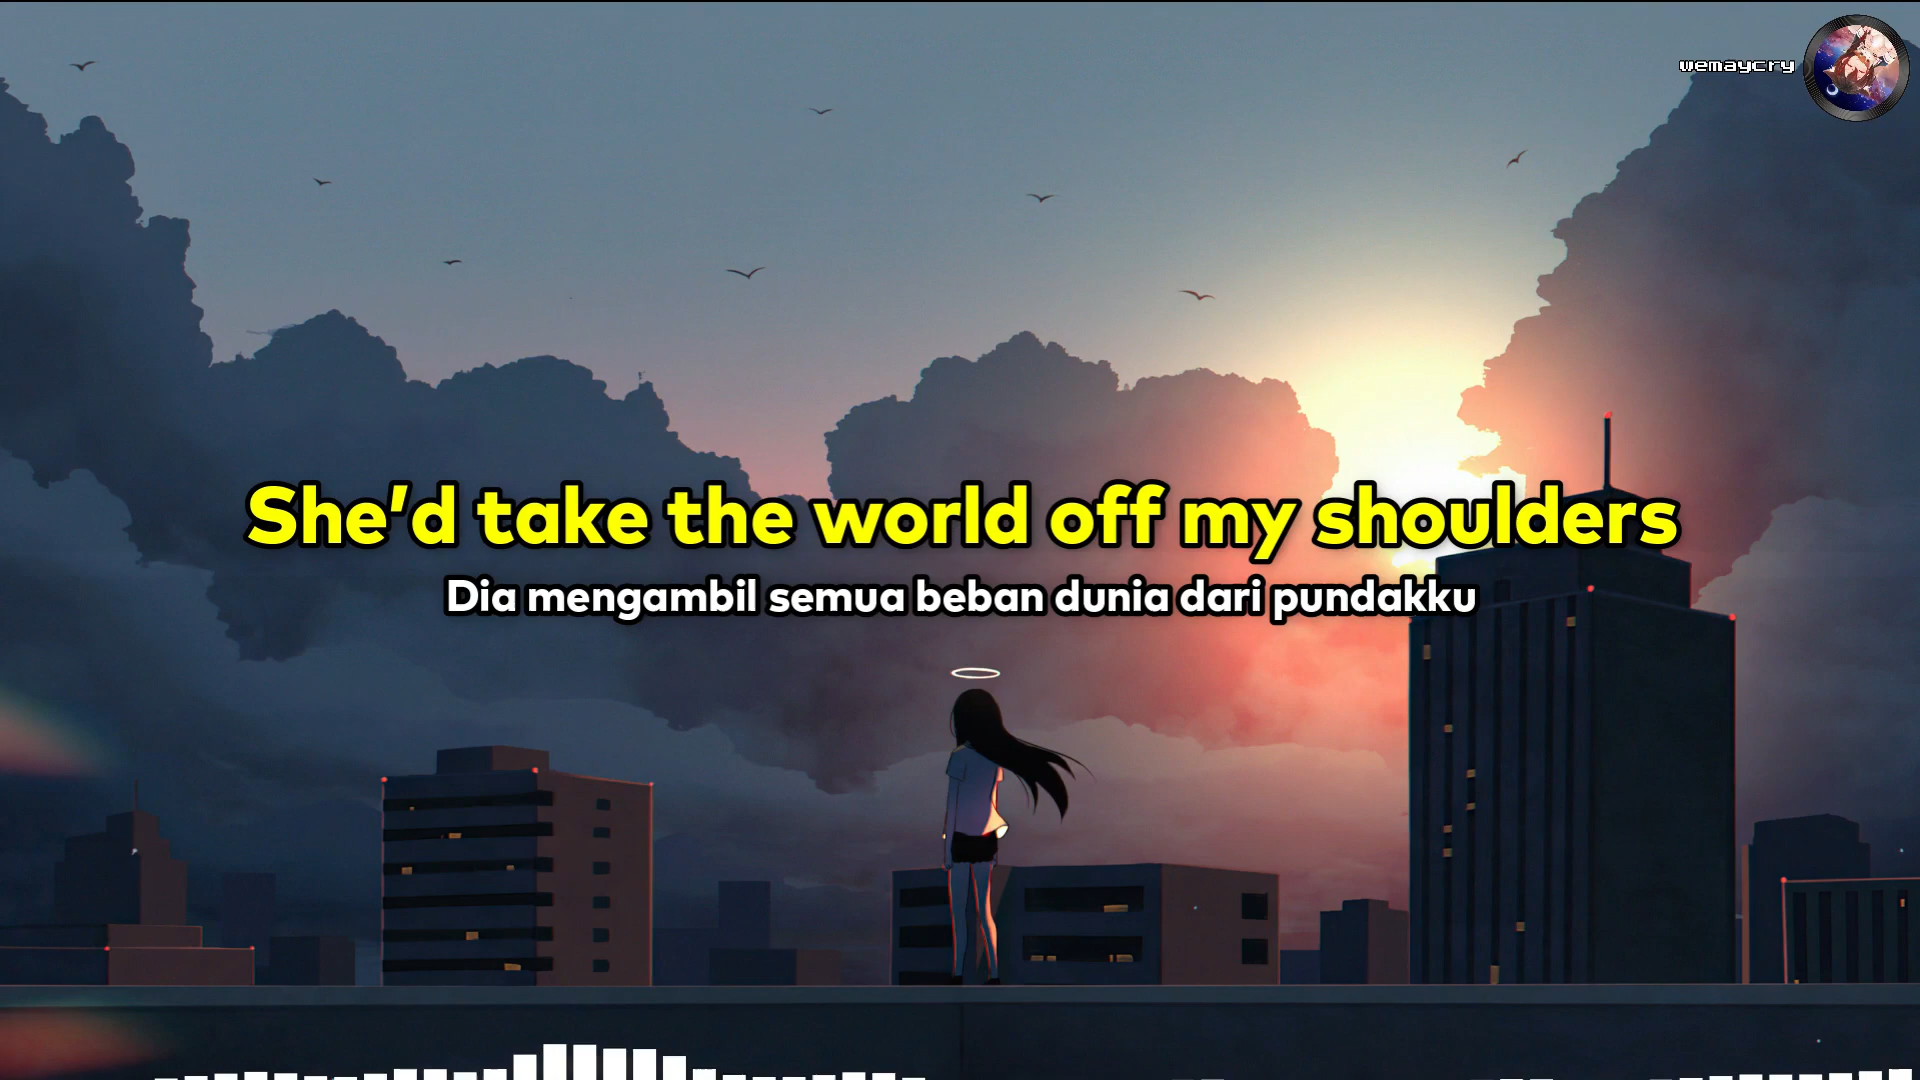 wemaycry
She'd take the world off my shoulders
Dia mengambil semua beban dunia dari pundakku